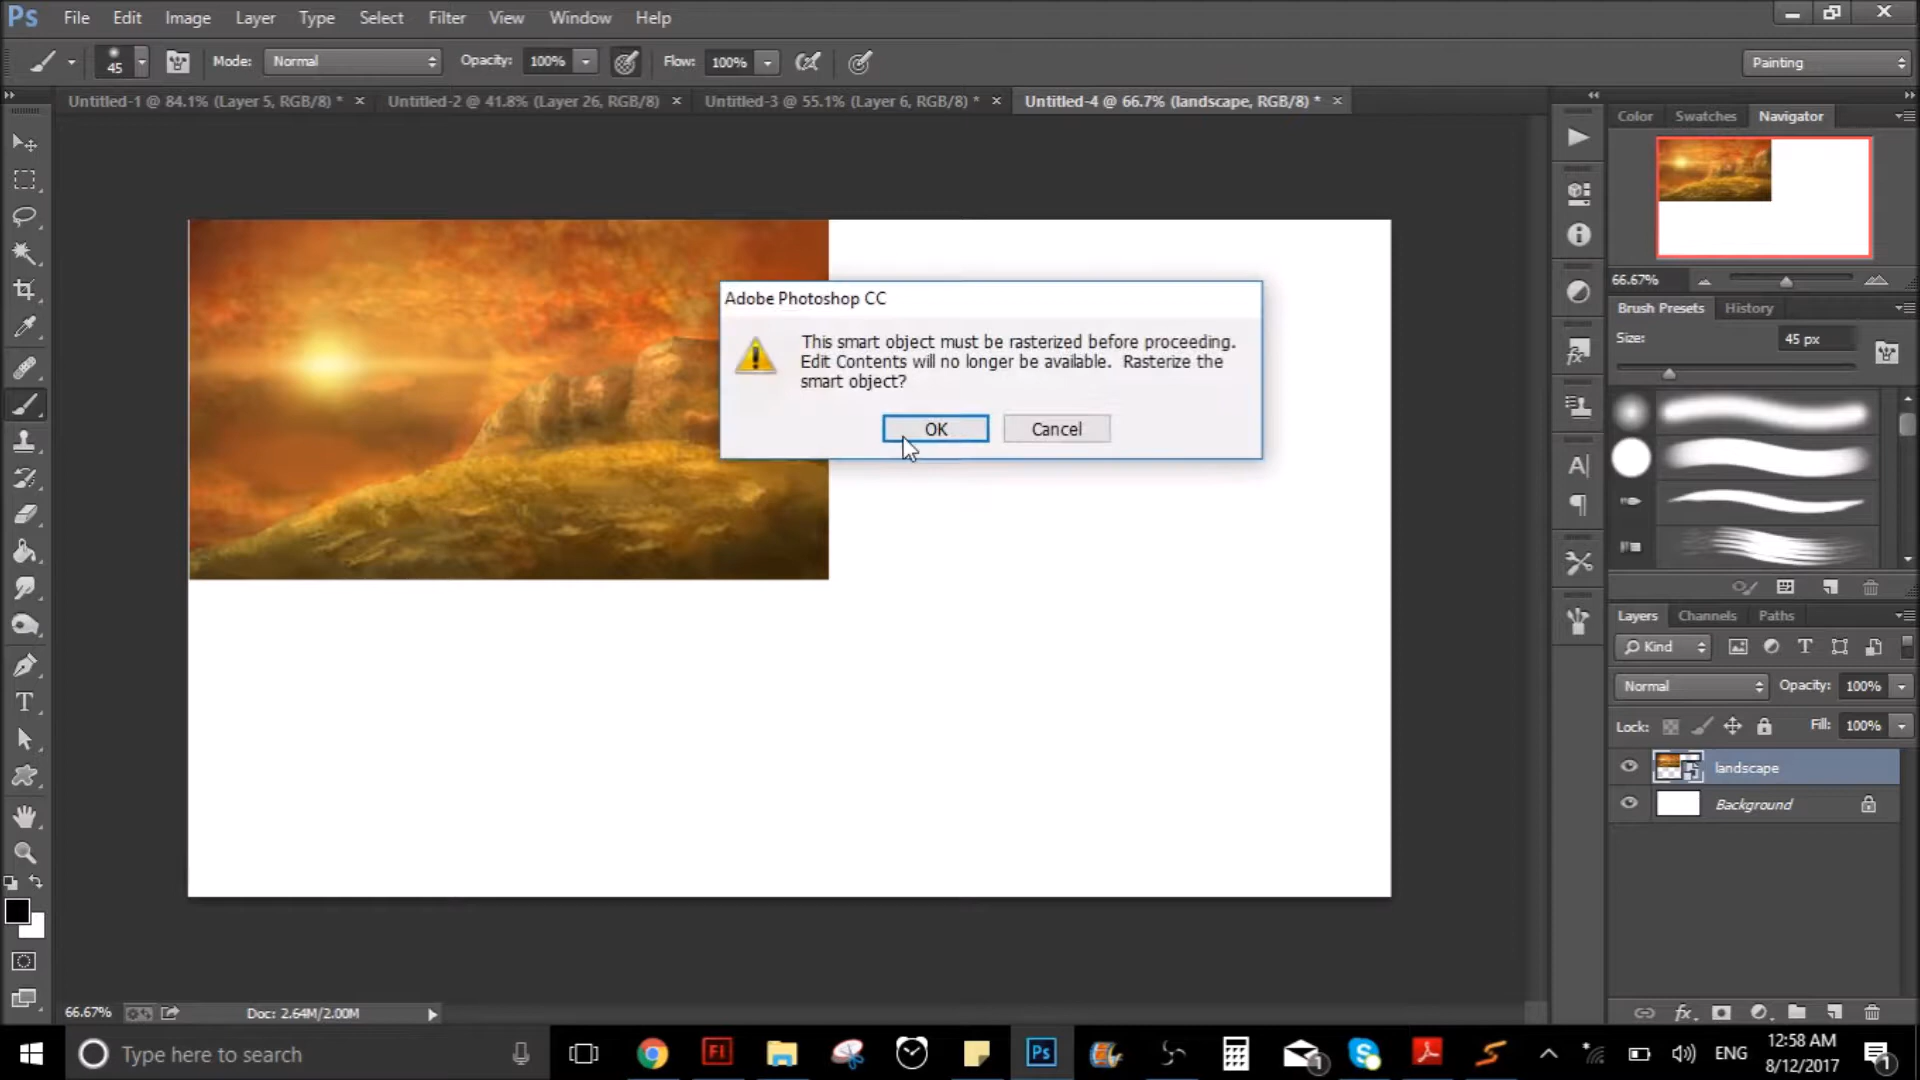 Ps File Edit Image Layer Type Select Filter View Window Help
45 Mode: Normal Opacity: 100% Flow: 100% Painting
Untitled-1 @ 84.1% (Layer 5, RGB/8) * × Untitled-2 @ 41.8% (Layer 26, RGB/8) × Untitled-3 @ 55.1% (Layer 6, RGB/8) * × Untitled-4 @ 66.7% (landscape, RGB/8) * ×
Color Swatches Navigator
66.67%
Brush Presets History
Size: 45 px
Adobe Photoshop CC
This smart object must be rasterized before proceeding.
Edit Contents will no longer be available. Rasterize the
smart object?
OK Cancel
Layers Channels Paths
Kind
Normal Opacity: 100%
Lock: Fill: 100%
landscape
Background
66.67% Doc: 2.64M/2.00M
Type here to search
Fl
Ps
1
ENG
12:58 AM
8/12/2017
1